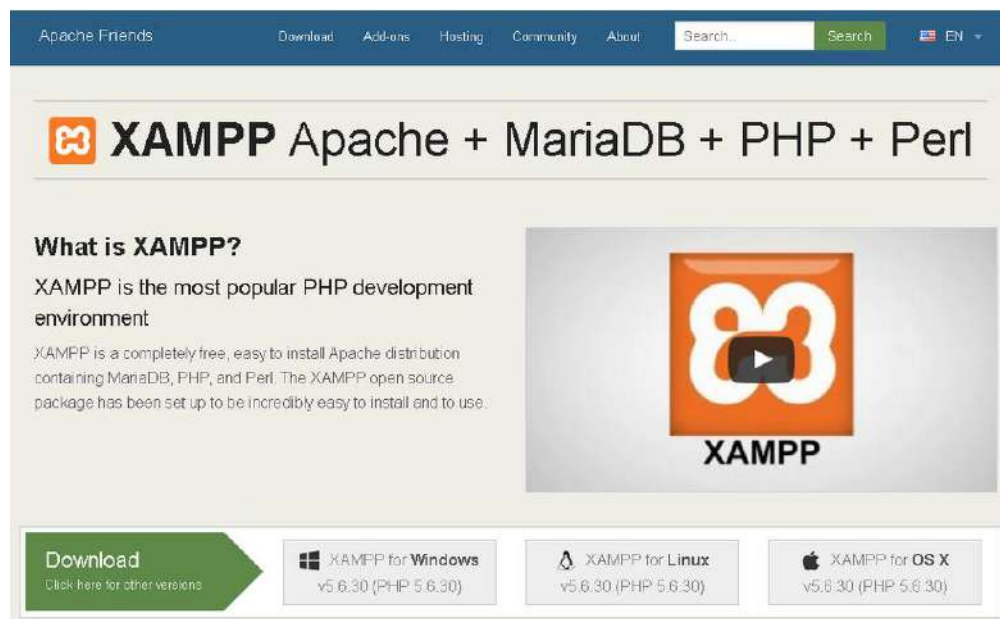 Apache Friends Download Add-ons Hosting Community About Search.. Search EN
XAMPP Apache + MariaDB + PHP + Perl
What is XAMPP?
XAMPP is the most popular PHP development
environment
XAMPP is a completely free, easy to install Apache distribution
containing MariaDB, PHP, and Perl. The XAMPP open source
package has been set up to be incredibly easy to install and to use.
XAMPP
Download
Click here for other versions
XAMPP for Windows
v5.6.30 (PHP 5.6.30)
XAMPP for Linux
v5.6.30 (PHP 5.6.30)
XAMPP for OS X
v5.6.30 (PHP 5.6.30)